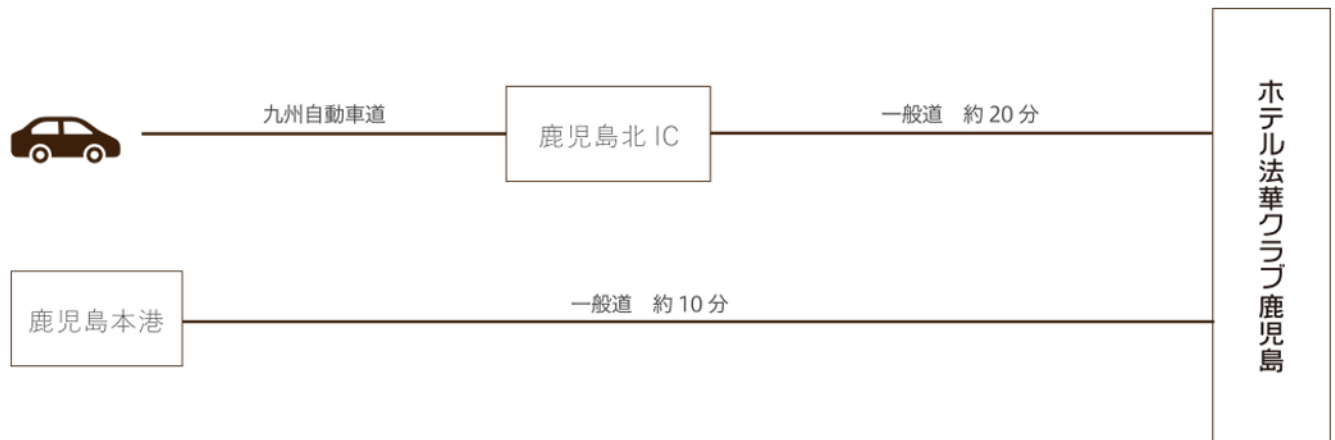 九州自動車道
鹿児島北 IC
一般道　約 20 分
鹿児島本港
一般道　約 10 分
ホテル法華クラブ鹿児島